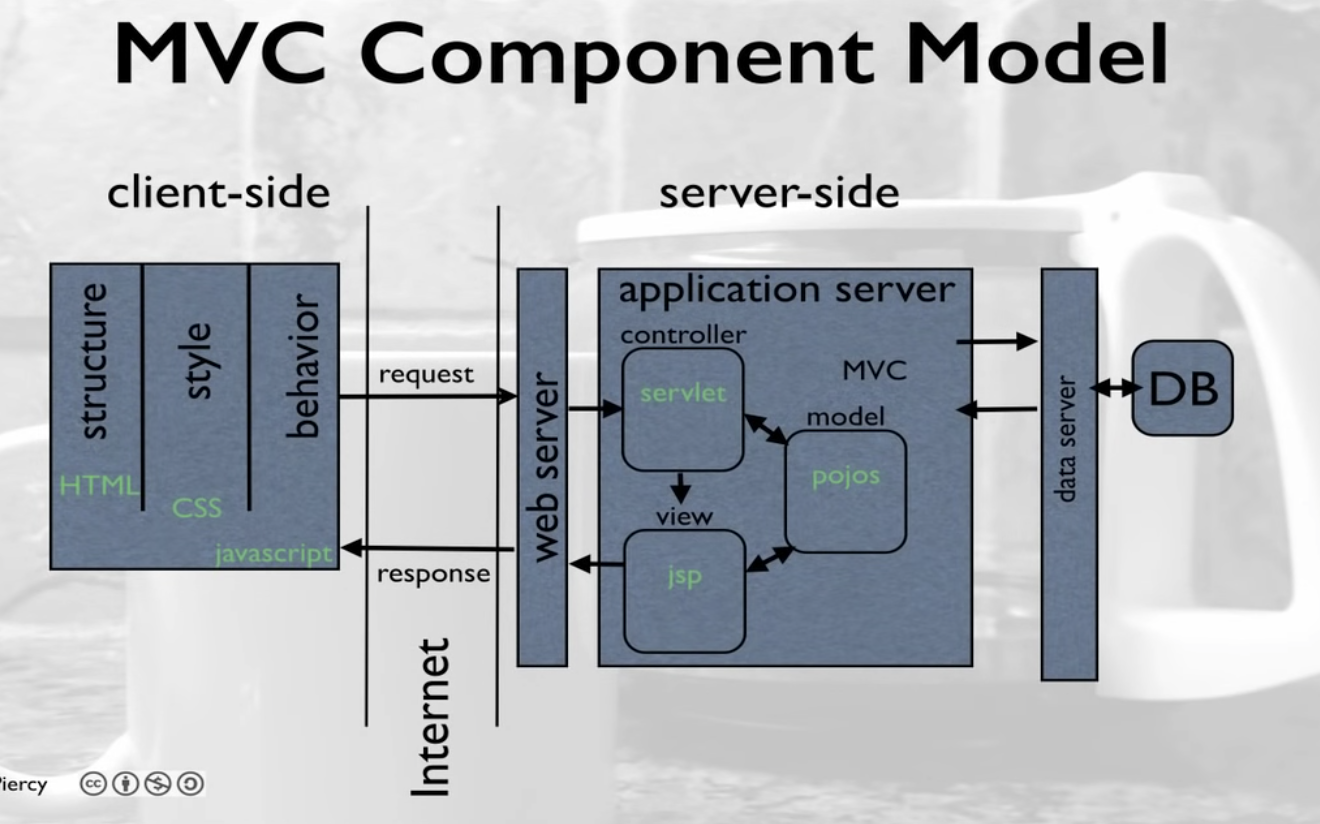 MVC Component Model
client-side
server-side
structure
style
behavior
HTML
CSS
javascript
request
response
Internet
web server
application server
controller
servlet
MVC
model
pojos
view
jsp
data server
DB
cc